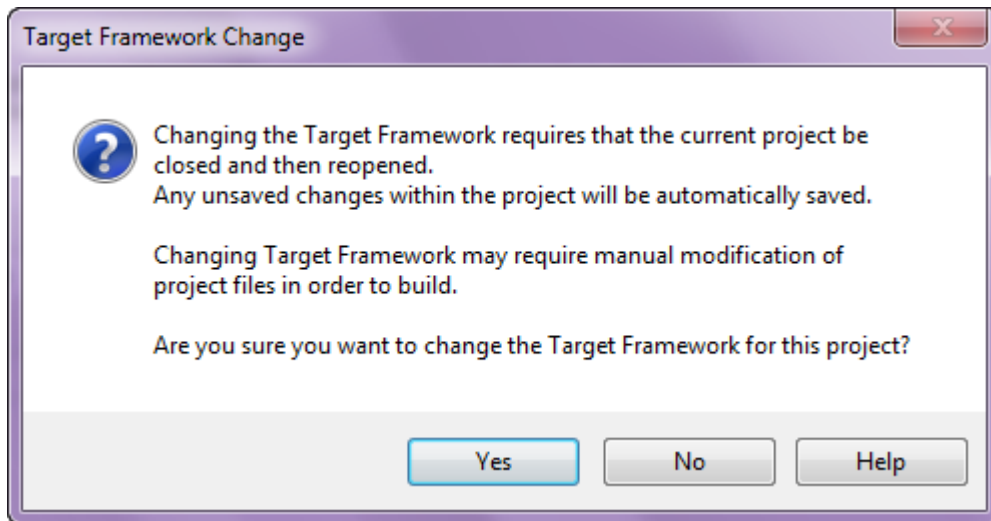 Target Framework Change
Changing the Target Framework requires that the current project be
closed and then reopened.
Any unsaved changes within the project will be automatically saved.
Changing Target Framework may require manual modification of
project files in order to build.
Are you sure you want to change the Target Framework for this project?
Yes No Help